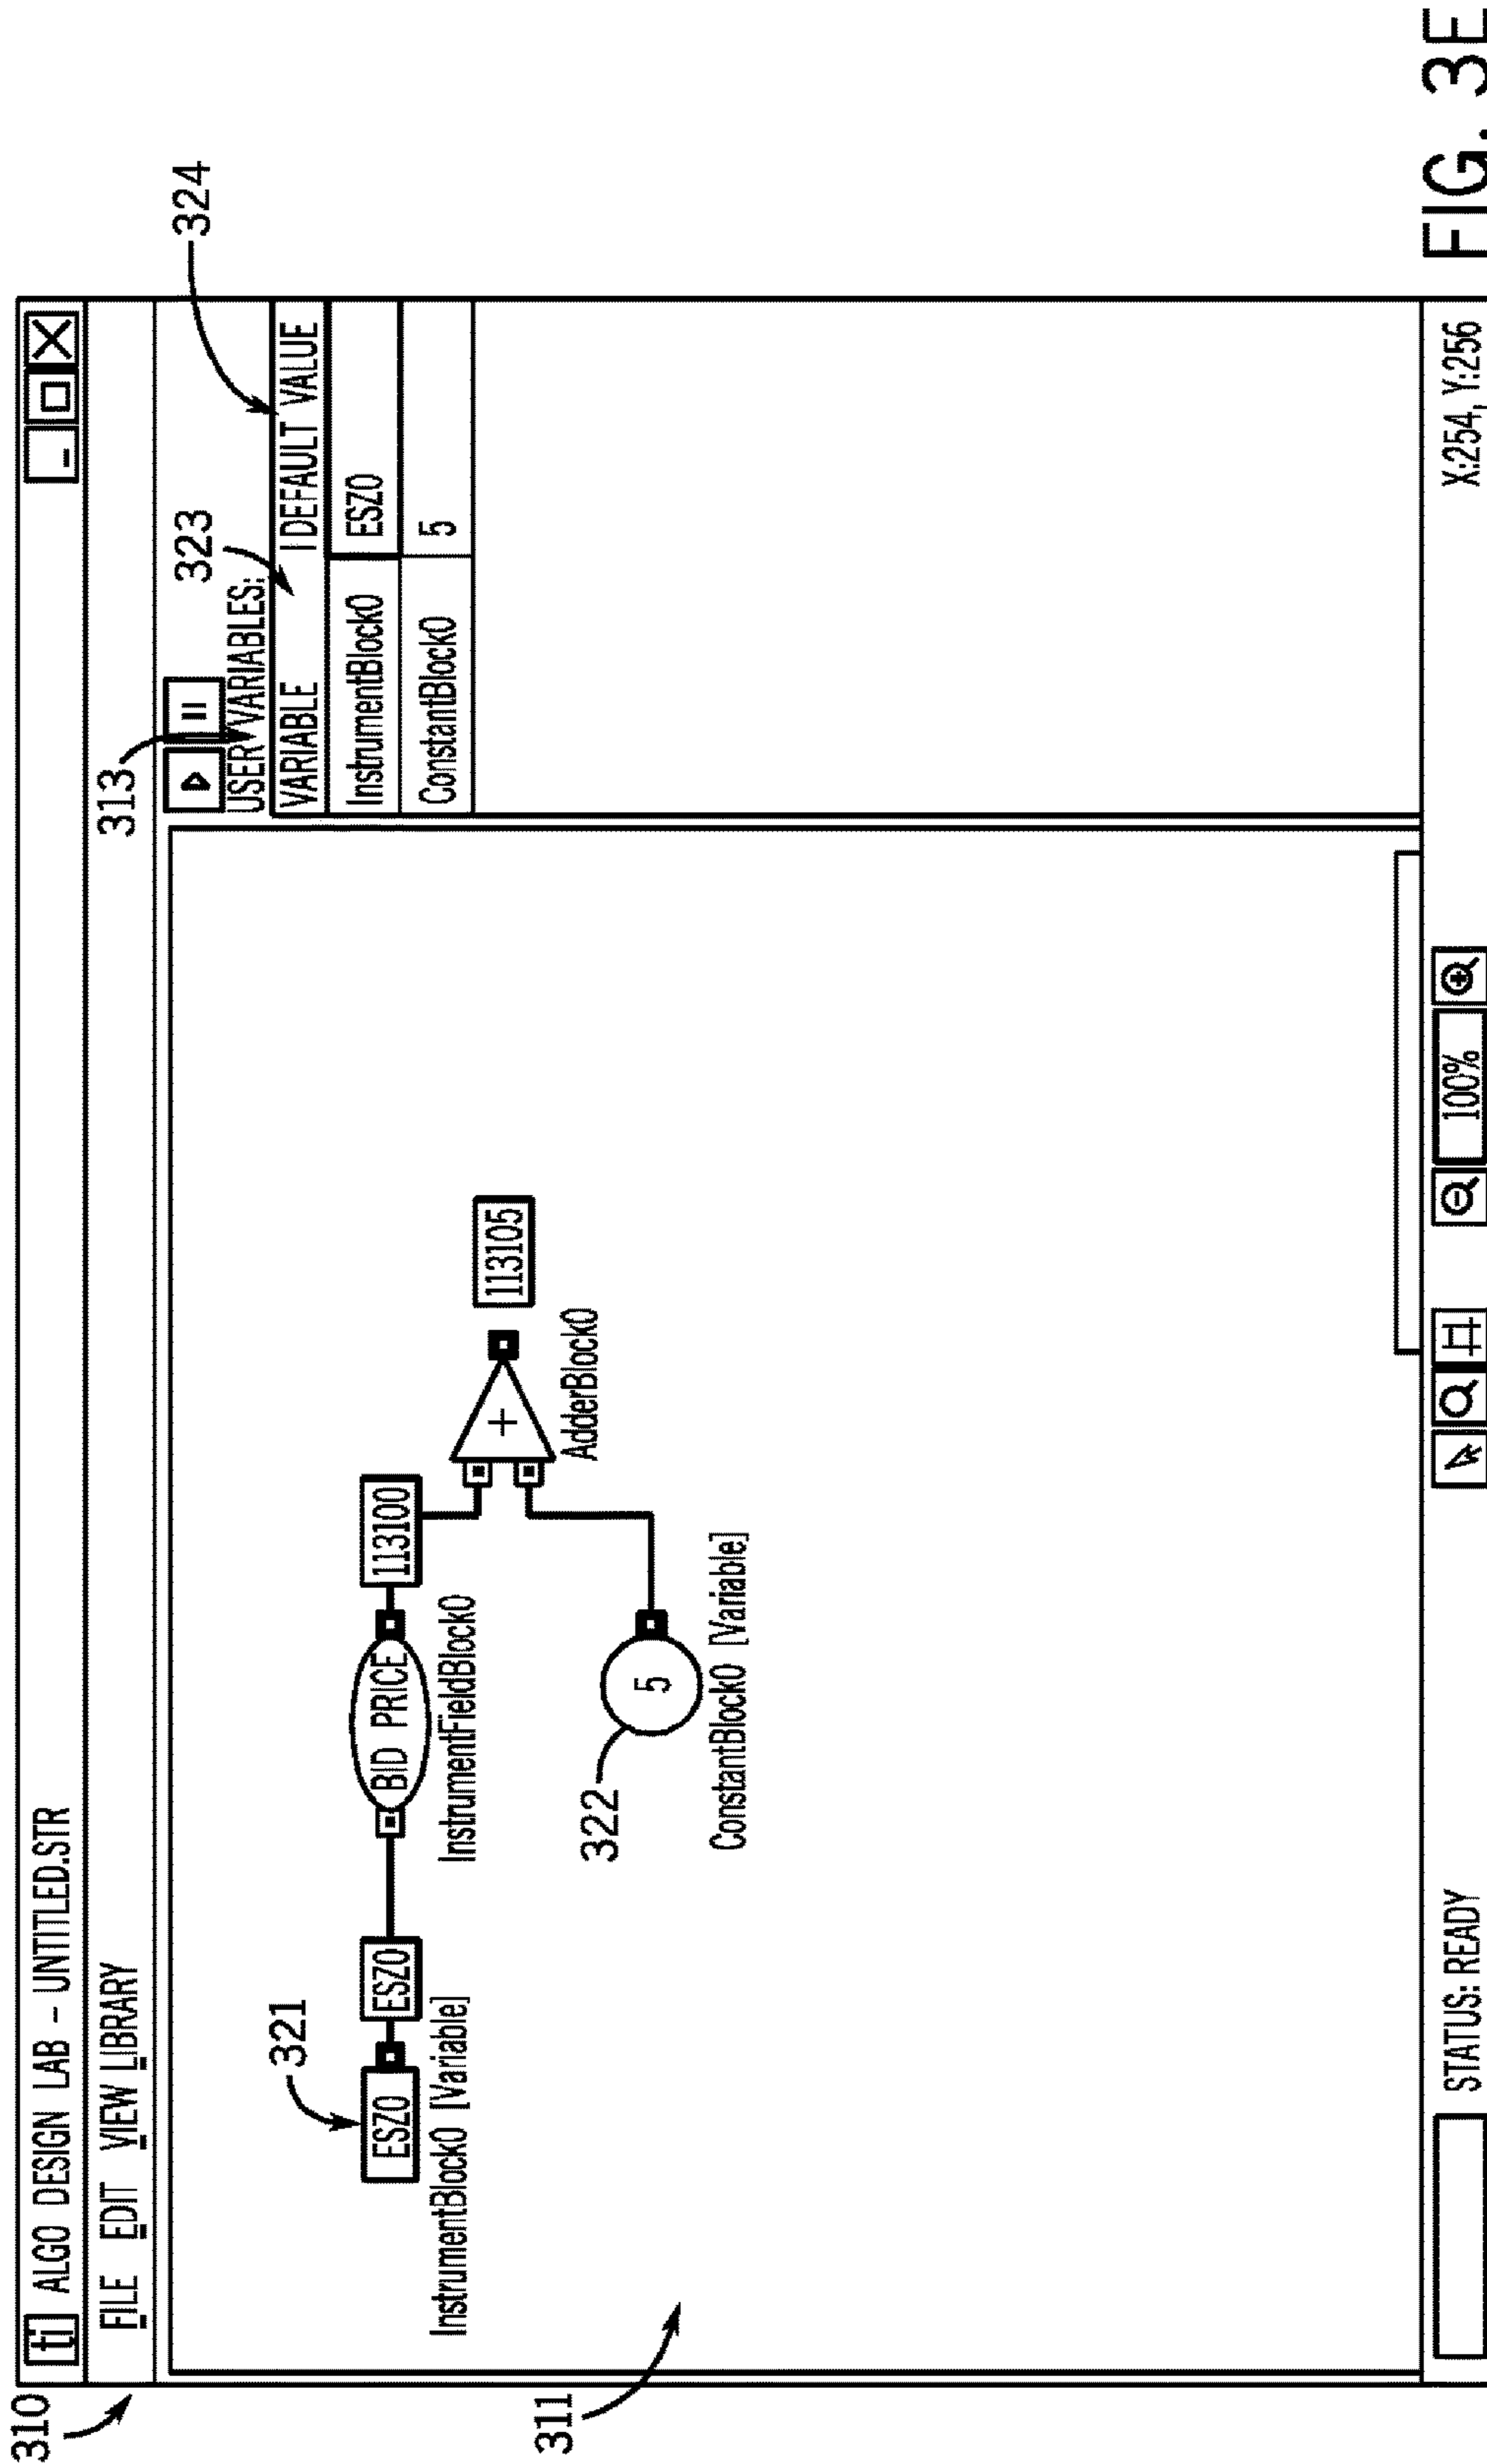 310
ti ALGO DESIGN LAB - UNTITLED.STR
FILE EDIT VIEW LIBRARY
313
323
324
USER VARIABLES:
VARIABLE DEFAULT VALUE
InstrumentBlock0 ESZ0
ConstantBlock0 5
321
ESZ0 ESZ0 BID PRICE 113100
InstrumentBlock0 [Variable]
InstrumentFieldBlock0
+ 113105
AdderBlock0
322
5
ConstantBlock0 [Variable]
311
STATUS: READY 100% X:254, Y:256
FIG. 3E